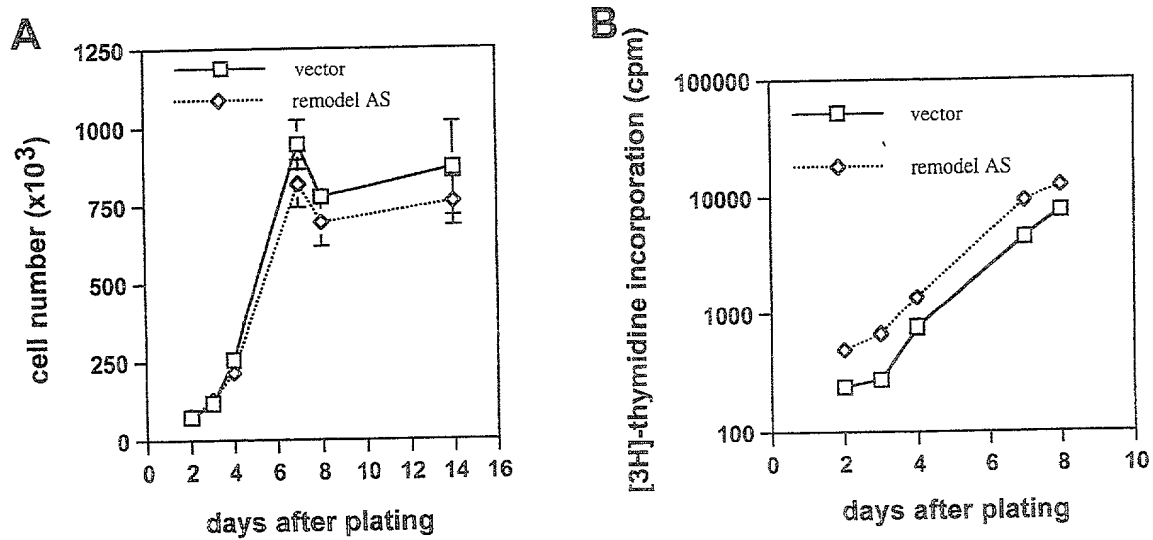 A
1250
1000
750
500
250
0
cell number (x10³)
vector
remodel AS
0 2 4 6 8 10 12 14 16
days after plating
B
100000
10000
1000
100
[3H]-thymidine incorporation (cpm)
vector
remodel AS
0 2 4 6 8 10
days after plating